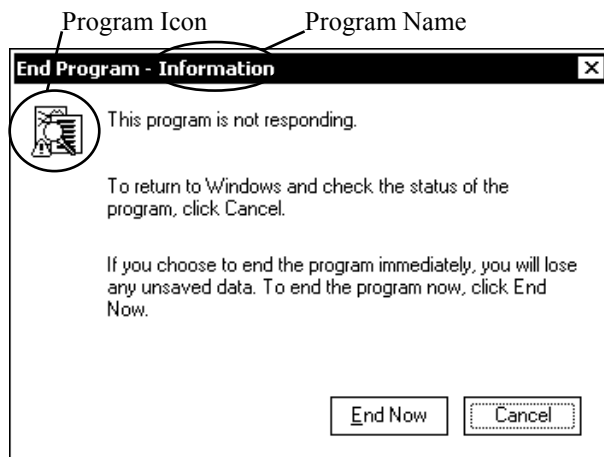 Program Icon Program Name
End Program - Information
This program is not responding.
To return to Windows and check the status of the
program, click Cancel.
If you choose to end the program immediately, you will lose
any unsaved data. To end the program now, click End
Now.
End Now Cancel